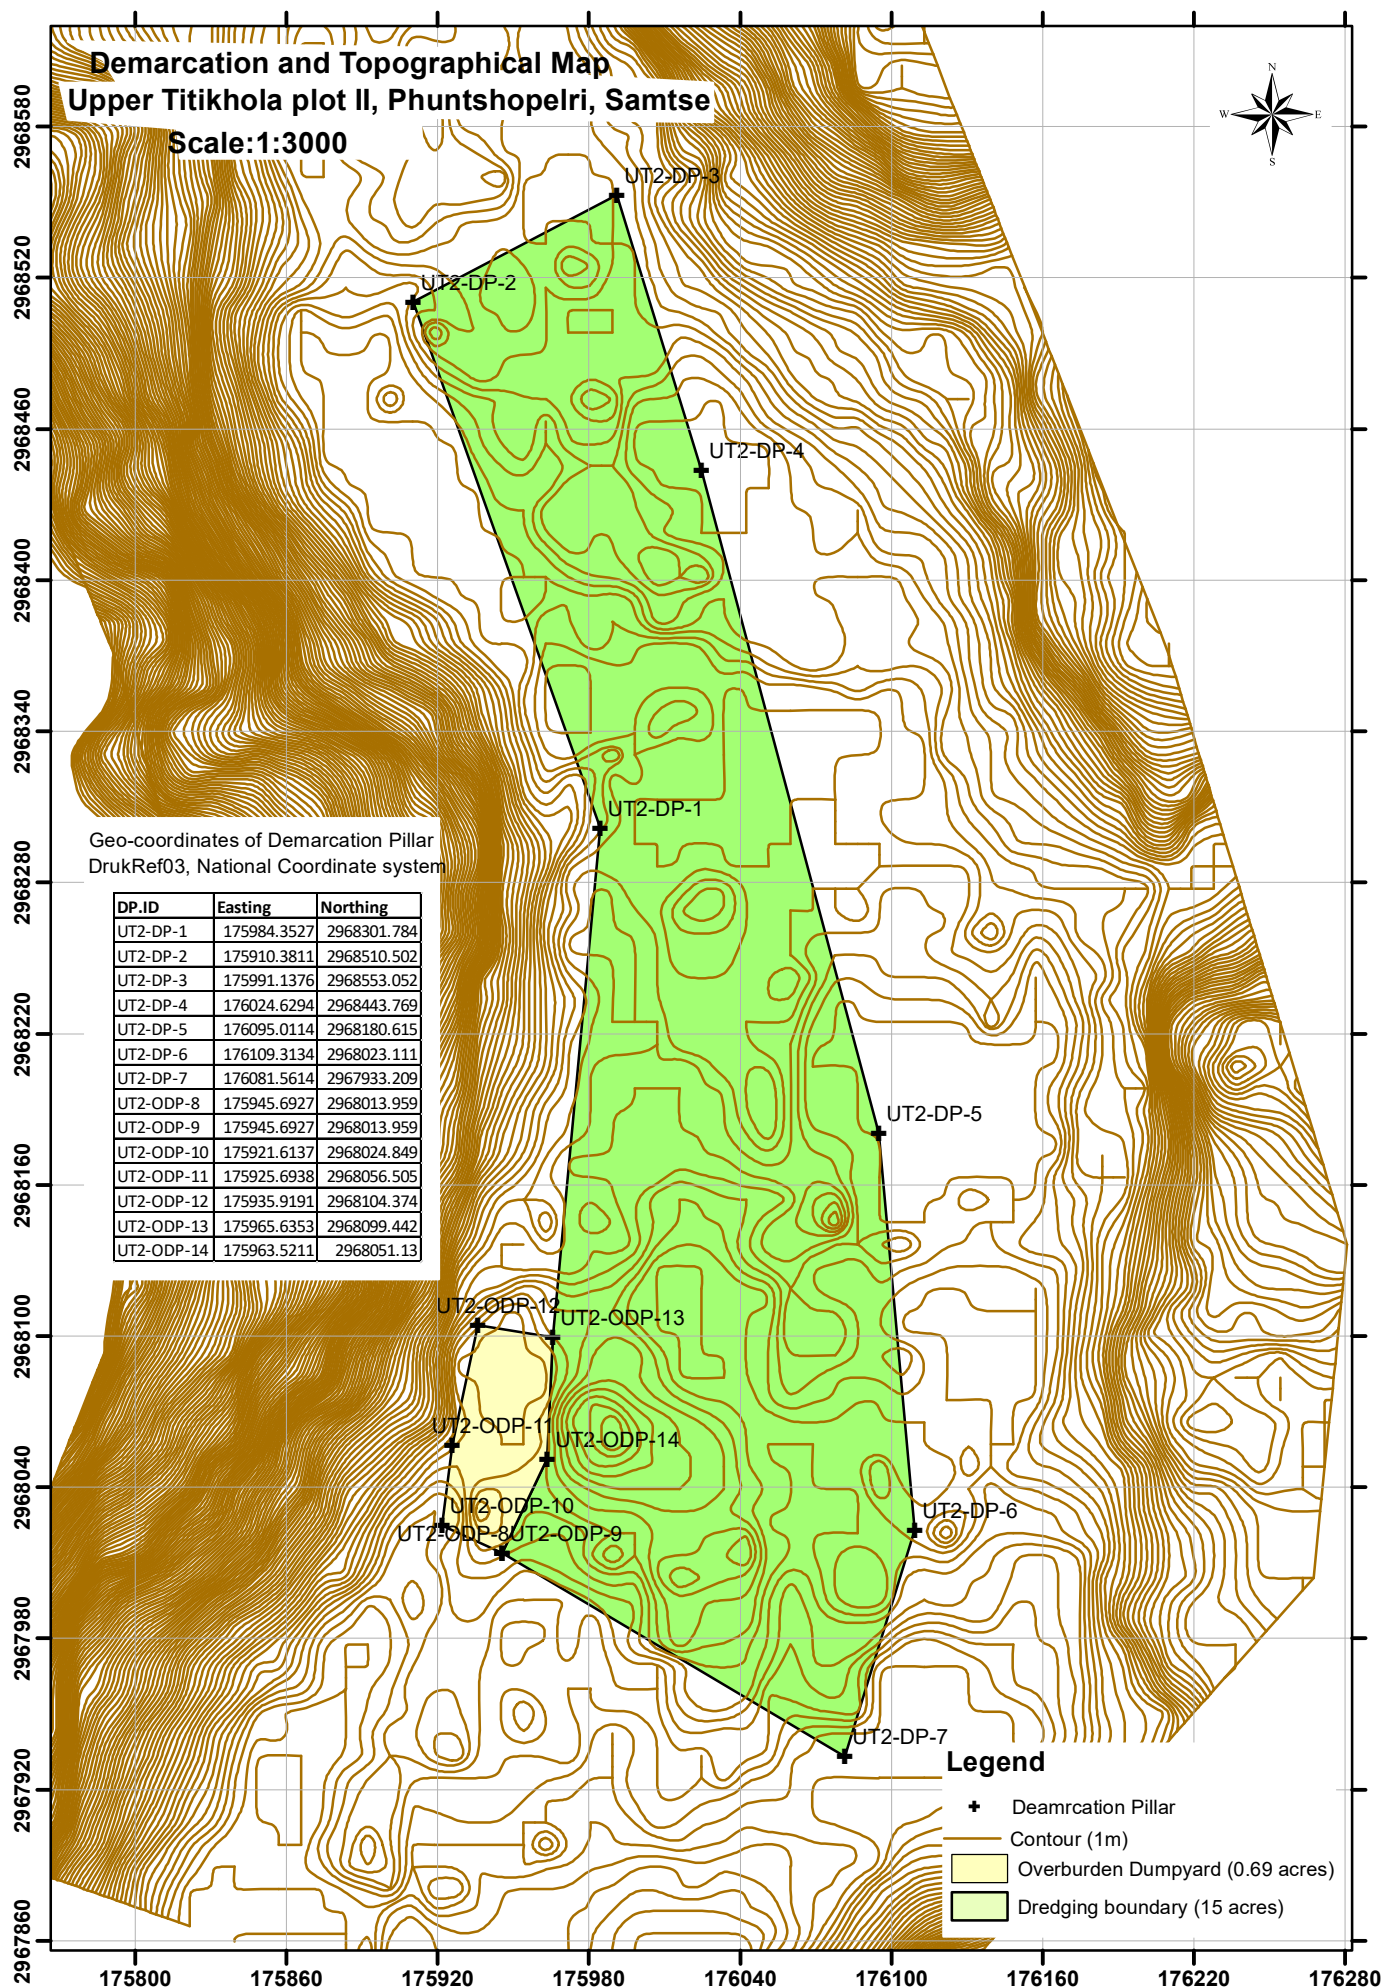 Demarcation and Topographical Map
Upper Titikhola plot II, Phuntshopelri, Samtse
Scale:1:3000
N
W E
S
2968580
2968520
2968460
2968400
2968340
2968280
2968220
2968160
2968100
2968040
2967980
2967920
2967860
UT2-DP-3
UT2-DP-2
UT2-DP-4
UT2-DP-1
UT2-DP-5
UT2-ODP-12
UT2-ODP-13
UT2-ODP-11
UT2-ODP-14
UT2-ODP-10
UT2-ODP-8 UT2-ODP-9
UT2-DP-6
UT2-DP-7
Geo-coordinates of Demarcation Pillar
DrukRef03, National Coordinate system
DP.ID Easting Northing
UT2-DP-1 175984.3527 2968301.784
UT2-DP-2 175910.3811 2968510.502
UT2-DP-3 175991.1376 2968553.052
UT2-DP-4 176024.6294 2968443.769
UT2-DP-5 176095.0114 2968180.615
UT2-DP-6 176109.3134 2968023.111
UT2-DP-7 176081.5614 2967933.209
UT2-ODP-8 175945.6927 2968013.959
UT2-ODP-9 175945.6927 2968013.959
UT2-ODP-10 175921.6137 2968024.849
UT2-ODP-11 175925.6938 2968056.505
UT2-ODP-12 175935.9191 2968104.374
UT2-ODP-13 175965.6353 2968099.442
UT2-ODP-14 175963.5211 2968051.13
Legend
Deamrcation Pillar
Contour (1m)
Overburden Dumpyard (0.69 acres)
Dredging boundary (15 acres)
175800 175860 175920 175980 176040 176100 176160 176220 176280